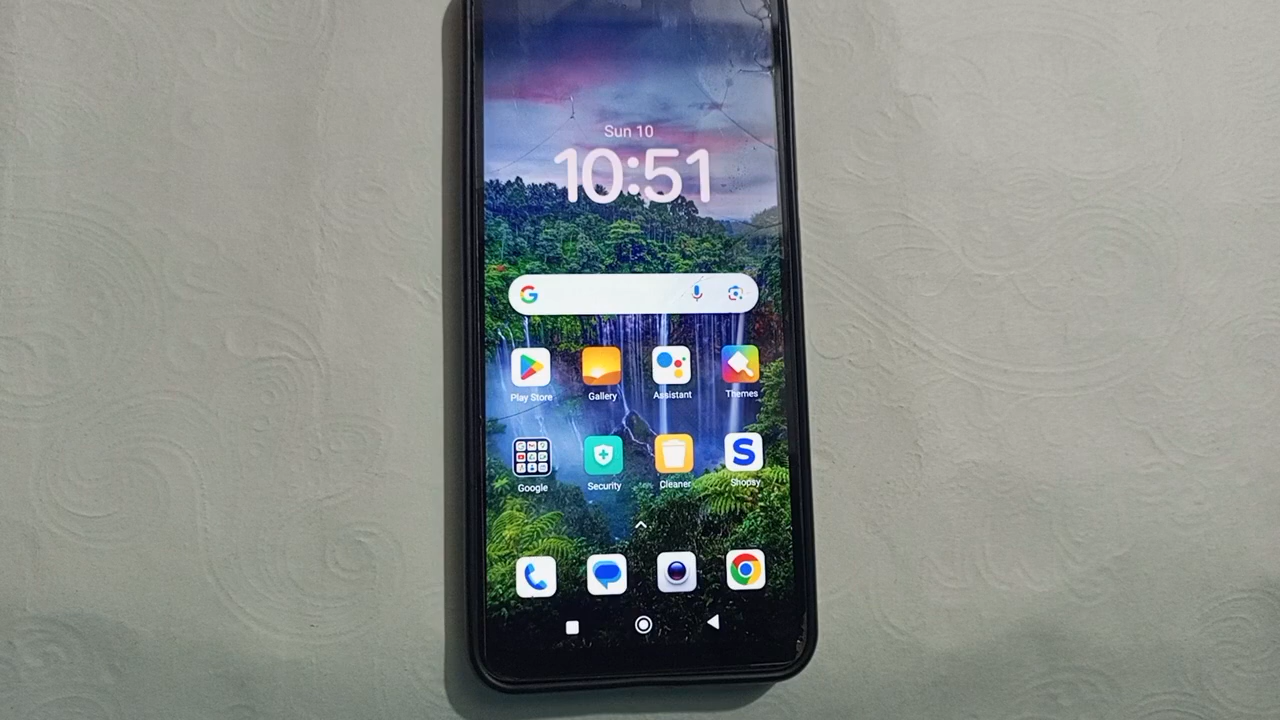 Sun 10
10:51
Play Store
Gallery
Assistant
Themes
Google
Security
Cleaner
Shopsy